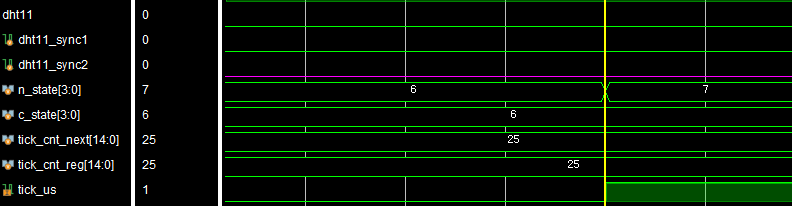 dht11 0
dht11_sync1 0
dht11_sync2 0
n_state[3:0] 7 6 7
c_state[3:0] 6 6
tick_cnt_next[14:0] 25 25
tick_cnt_reg[14:0] 25 25
tick_us 1